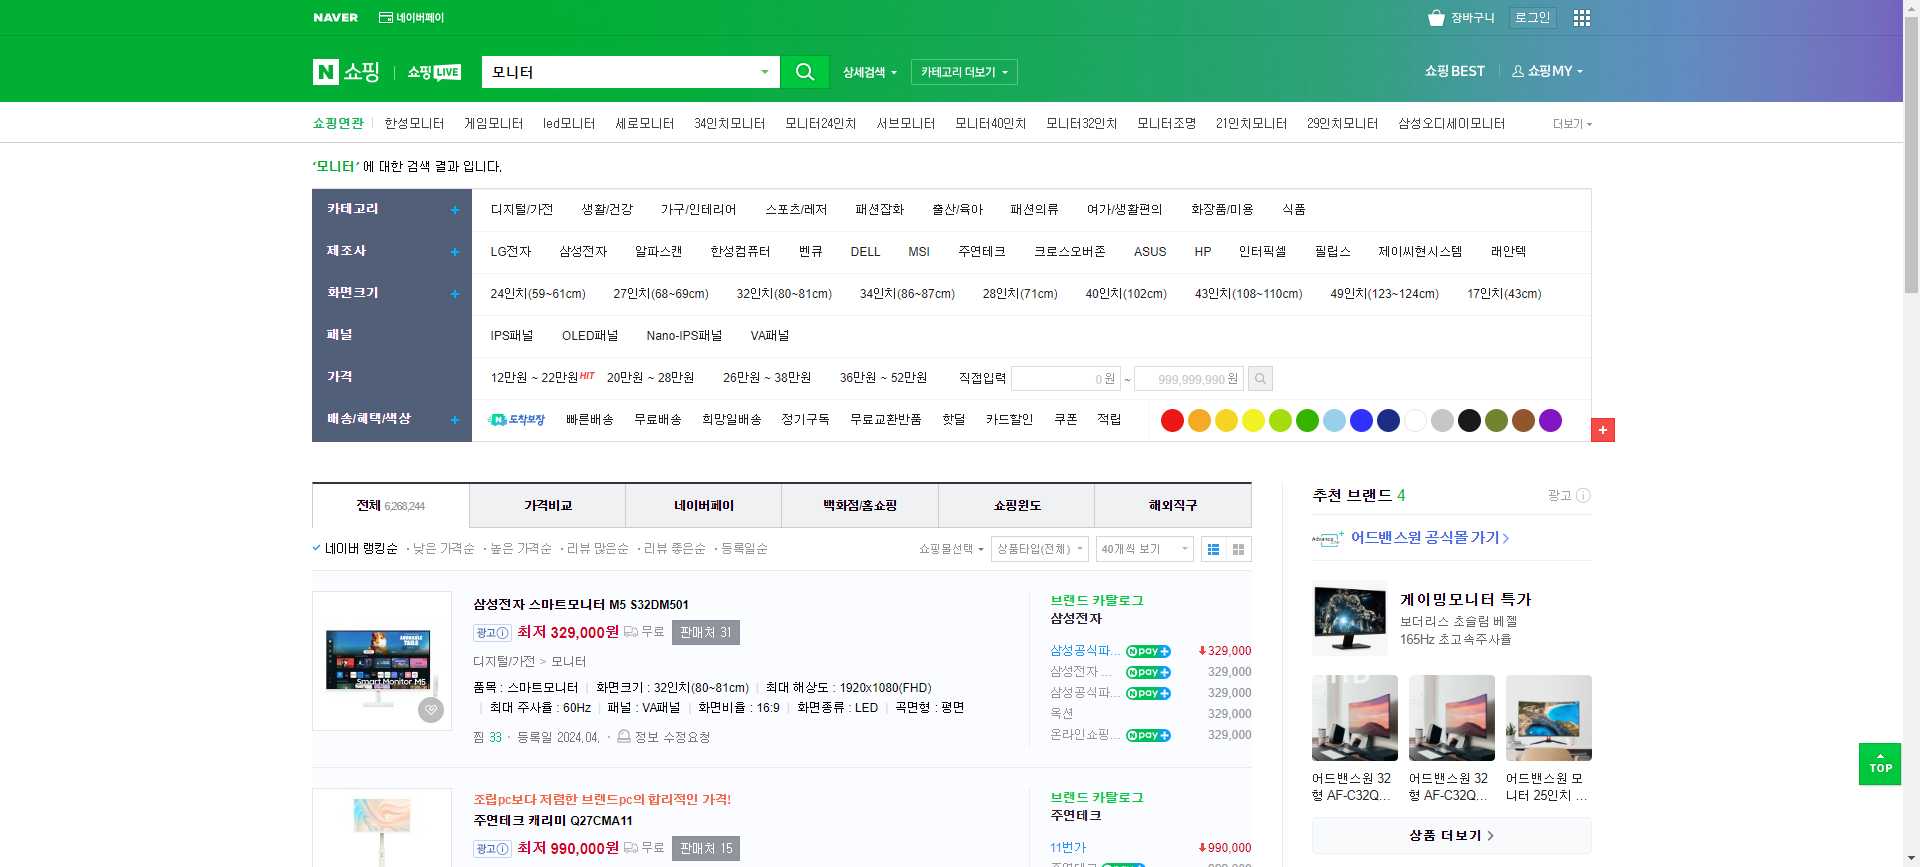 NAVER 네이버페이 장바구니 로그인
N 쇼핑 쇼핑LIVE 모니터 상세검색 카테고리 더보기 쇼핑BEST 쇼핑MY
쇼핑연관 한성모니터 게임모니터 led모니터 세로모니터 34인치모니터 모니터24인치 서브모니터 모니터40인치 모니터32인치 모니터조명 21인치모니터 29인치모니터 삼성오디세이모니터 더보기
'모니터' 에 대한 검색 결과 입니다.
카테고리 + 디지털/가전 생활/건강 가구/인테리어 스포츠/레저 패션잡화 출산/육아 패션의류 여가/생활편의 화장품/미용 식품
제조사 + LG전자 삼성전자 알파스캔 한성컴퓨터 벤큐 DELL MSI 주연테크 크로스오버존 ASUS HP 인터픽셀 필립스 제이씨현시스템 래안텍
화면크기 + 24인치(59~61cm) 27인치(68~69cm) 32인치(80~81cm) 34인치(86~87cm) 28인치(71cm) 40인치(102cm) 43인치(108~110cm) 49인치(123~124cm) 17인치(43cm)
패널 IPS패널 OLED패널 Nano-IPS패널 VA패널
가격 12만원 ~ 22만원HIT 20만원 ~ 28만원 26만원 ~ 38만원 36만원 ~ 52만원 직접입력 0 원 ~ 999,999,990 원
배송/혜택/색상 + N 도착보장 빠른배송 무료배송 희망일배송 정기구독 무료교환반품 핫딜 카드할인 쿠폰 적립
+
전체 6,268,244 가격비교 네이버페이 백화점/홈쇼핑 쇼핑윈도 해외직구
네이버 랭킹순 · 낮은 가격순 · 높은 가격순 · 리뷰 많은순 · 리뷰 좋은순 · 등록일순 쇼핑몰선택 상품타입(전체) 40개씩 보기
삼성전자 스마트모니터 M5 S32DM501
광고 최저 329,000원 무료 판매처 31
디지털/가전 > 모니터
품목 : 스마트모니터 | 화면크기 : 32인치(80~81cm) | 최대 해상도 : 1920x1080(FHD)
| 최대 주사율 : 60Hz | 패널 : VA패널 | 화면비율 : 16:9 | 화면종류 : LED | 곡면형 : 평면
찜 33 · 등록일 2024.04. · 정보 수정요청
Smart Monitor M5
브랜드 카탈로그
삼성전자
삼성공식파... N pay+ 329,000
삼성전자 ... N pay+ 329,000
삼성공식파... N pay+ 329,000
옥션 329,000
온라인쇼핑... N pay+ 329,000
조립pc보다 저렴한 브랜드pc의 합리적인 가격!
주연테크 캐리미 Q27CMA11
광고 최저 990,000원 무료 판매처 15
브랜드 카탈로그
주연테크
11번가 990,000
추천 브랜드 4 광고
Advance 어드밴스원 공식몰 가기 >
게이밍모니터 특가
보더리스 초슬림 베젤
165Hz 초고속주사율
어드밴스원 32
형 AF-C32Q...
어드밴스원 32
형 AF-C32Q...
어드밴스원 모
니터 25인치 ...
상품 더보기 >
TOP